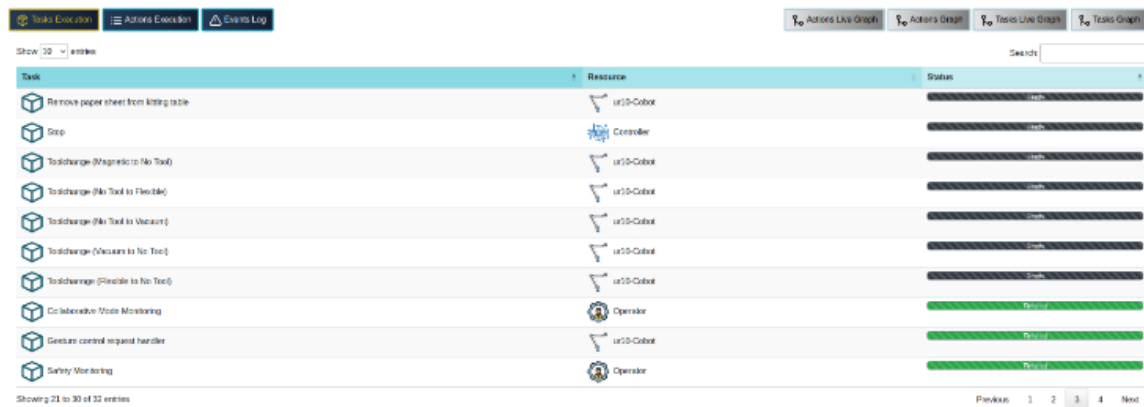 Tasks Execution Actions Execution Events Log Actions Live Graph Actions Graph Tasks Live Graph Tasks Graph
Show 10 entries Search:
Task Resource Status
Remove paper sheet from kitting table ur10-Cobot
Stop Controller
Toolchange (Magnetic to No Tool) ur10-Cobot
Toolchange (No Tool to Flexible) ur10-Cobot
Toolchange (No Tool to Vacuum) ur10-Cobot
Toolchange (Vacuum to No Tool) ur10-Cobot
Toolchannge (Flexible to No Tool) ur10-Cobot
Collaborative Mode Monitoring Operator
Gesture control request handler ur10-Cobot
Safety Monitoring Operator
Showing 21 to 30 of 32 entries Previous 1 2 3 4 Next